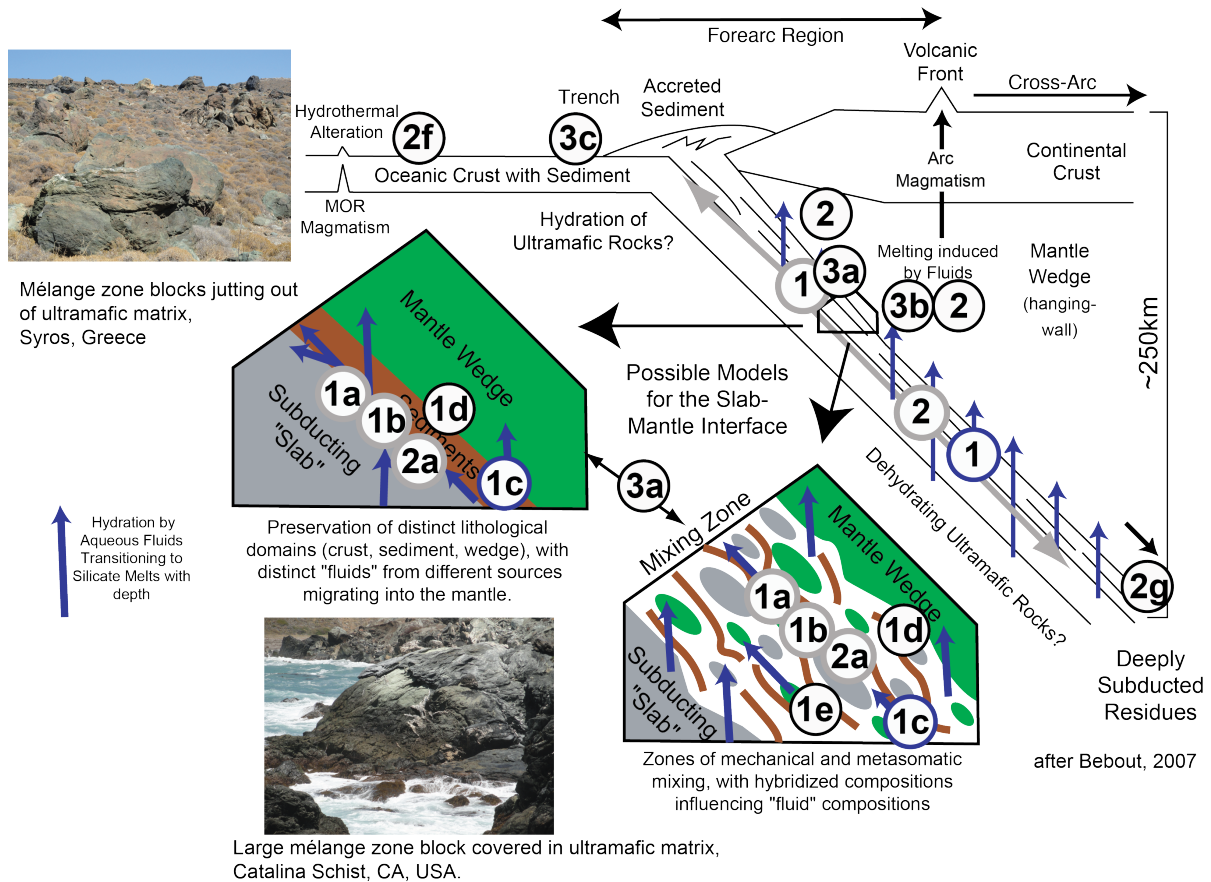 Forearc Region
Volcanic
Front
Cross-Arc
Accreted
Sediment
Trench
Hydrothermal
Alteration
2f
3c
Oceanic Crust with Sediment
MOR
Magmatism
Arc
Magmatism
Continental
Crust
Hydration of
Ultramafic Rocks?
2
1
3a
Melting induced
by Fluids
3b
2
Mantle
Wedge
(hanging-
wall)
~250km
Mélange zone blocks jutting out
of ultramafic matrix,
Syros, Greece
Mantle Wedge
Sediments
Subducting
"Slab"
1a
1b
1d
2a
1c
Possible Models
for the Slab-
Mantle Interface
2
1
Dehydrating Ultramafic Rocks?
2g
3a
Hydration by
Aqueous Fluids
Transitioning to
Silicate Melts with
depth
Preservation of distinct lithological
domains (crust, sediment, wedge), with
distinct "fluids" from different sources
migrating into the mantle.
Mixing Zone
Mantle Wedge
Subducting
"Slab"
1a
1b
1d
2a
1e
1c
Deeply
Subducted
Residues
after Bebout, 2007
Zones of mechanical and metasomatic
mixing, with hybridized compositions
influencing "fluid" compositions
Large mélange zone block covered in ultramafic matrix,
Catalina Schist, CA, USA.